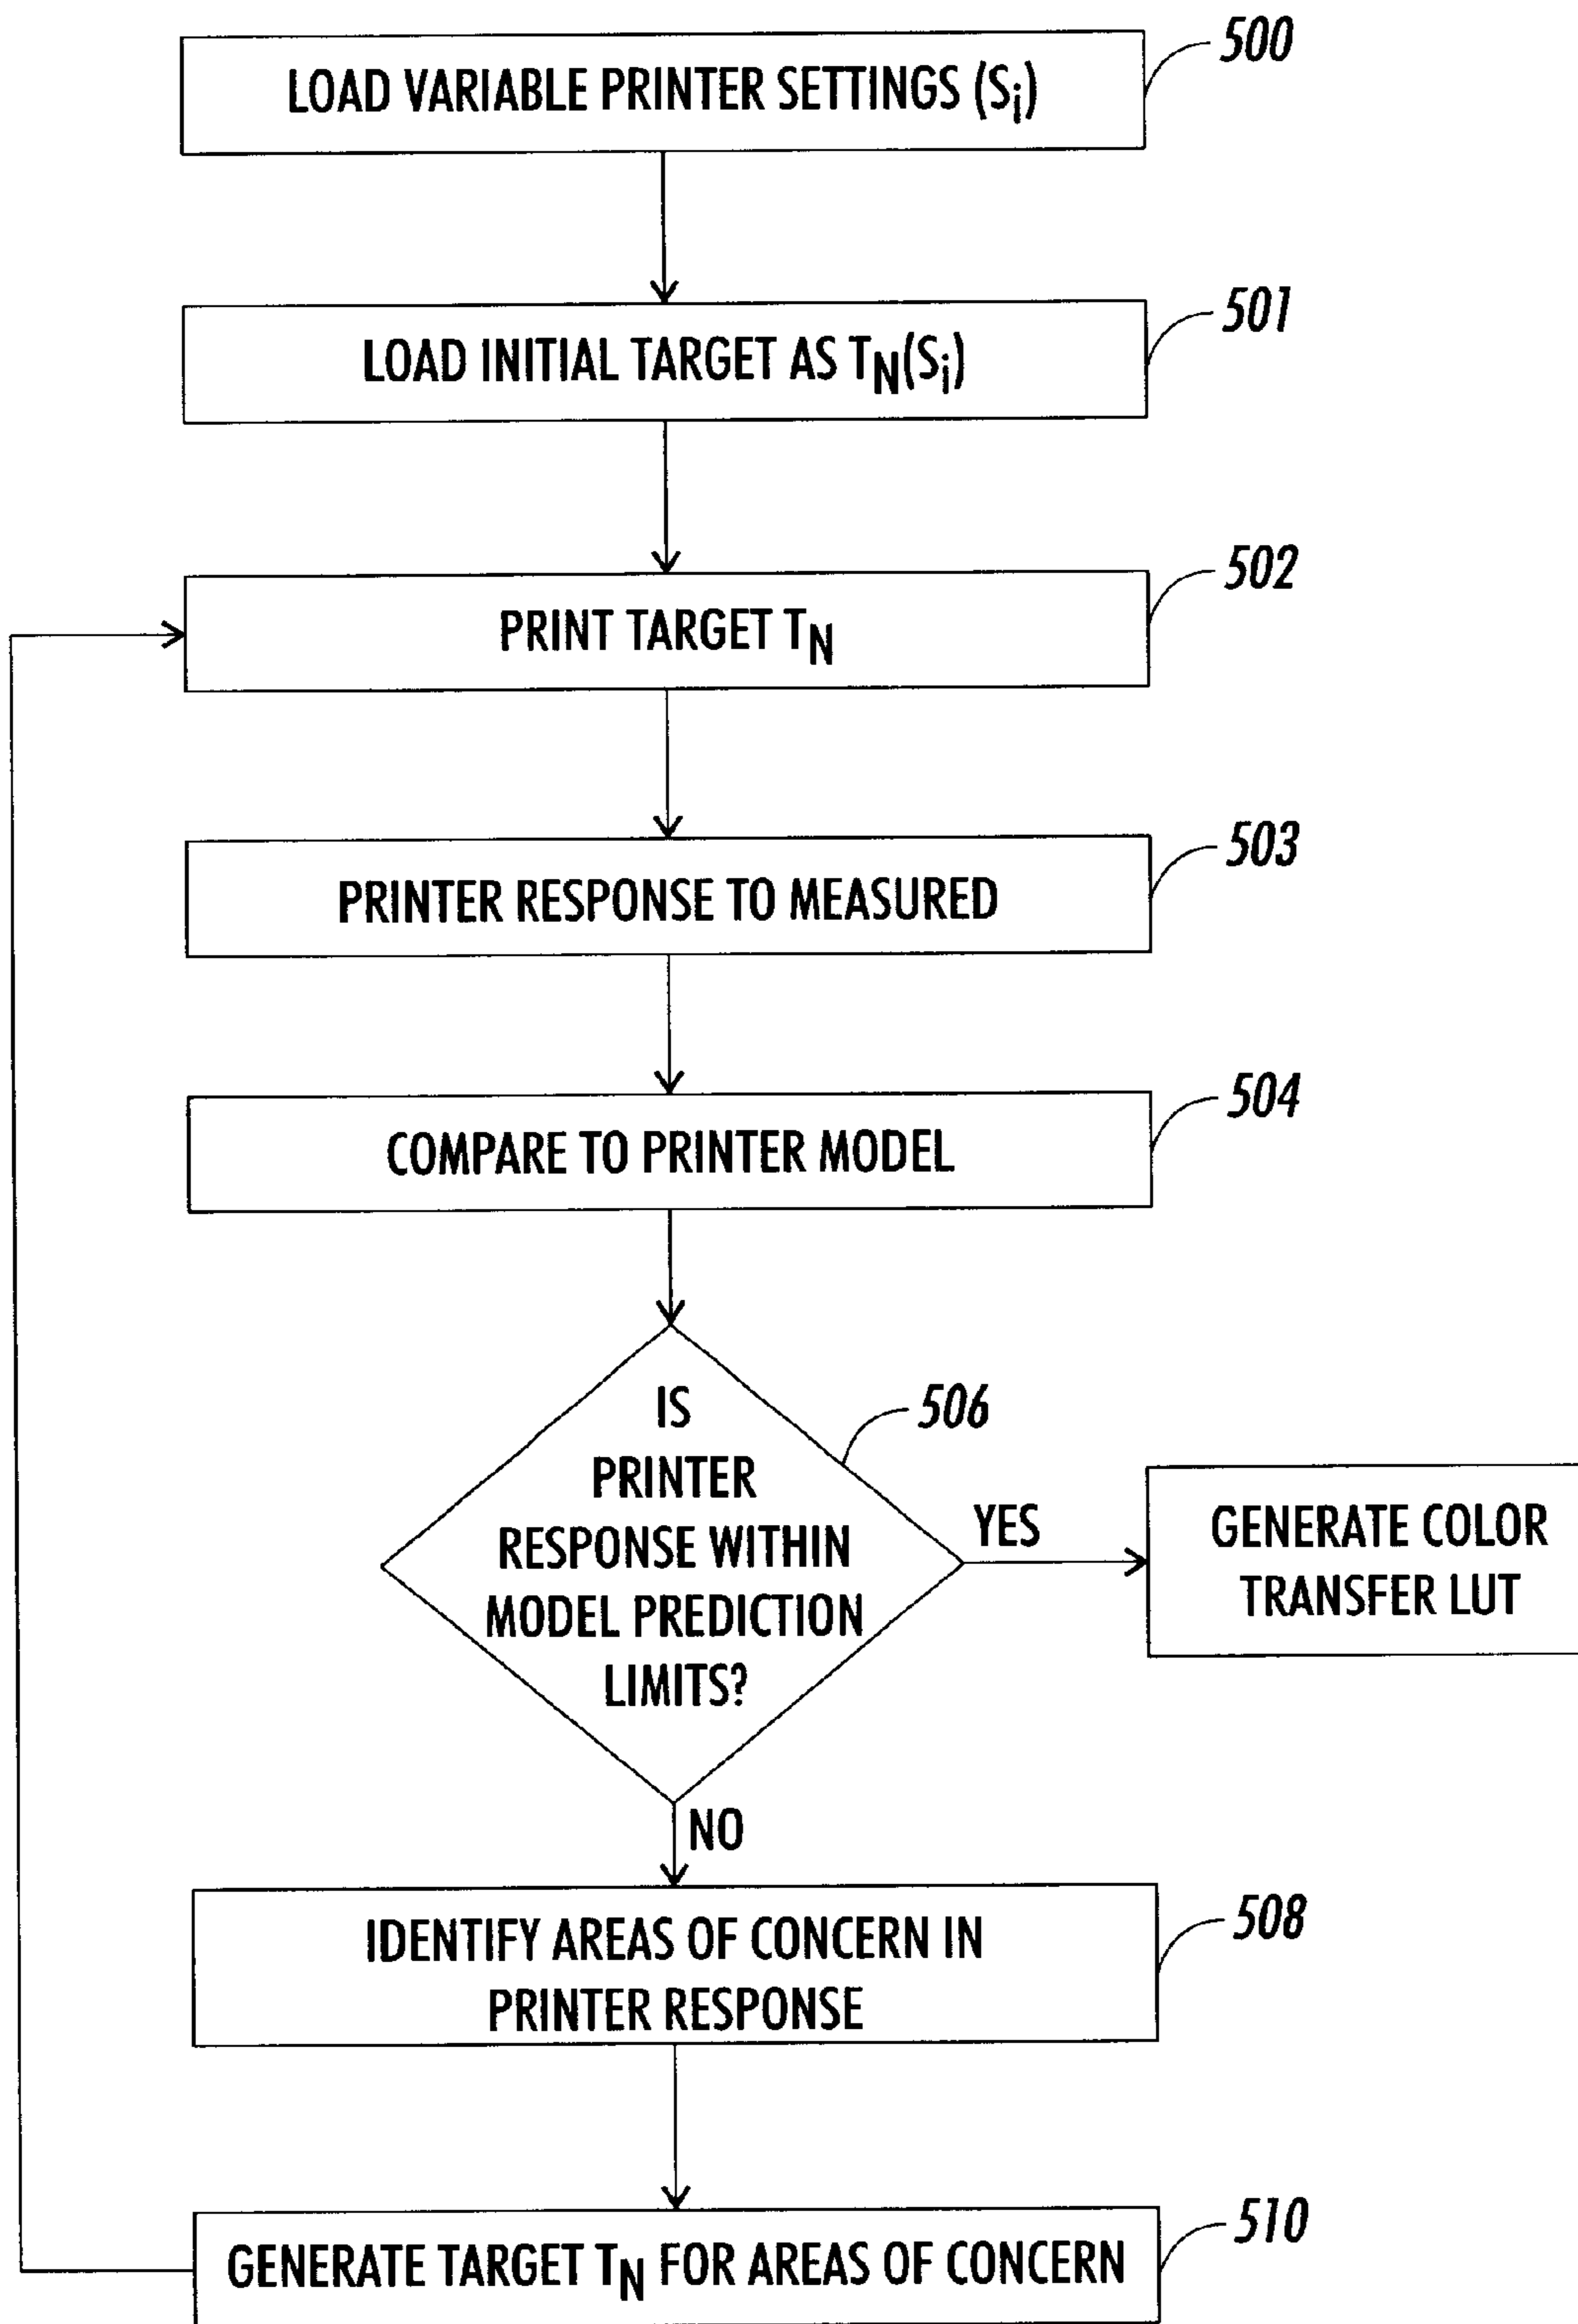 LOAD VARIABLE PRINTER SETTINGS (Si)
500
LOAD INITIAL TARGET AS TN(Si)
501
PRINT TARGET TN
502
PRINTER RESPONSE TO MEASURED
503
COMPARE TO PRINTER MODEL
504
IS
PRINTER
RESPONSE WITHIN
MODEL PREDICTION
LIMITS?
506
YES
GENERATE COLOR
TRANSFER LUT
NO
IDENTIFY AREAS OF CONCERN IN
PRINTER RESPONSE
508
GENERATE TARGET TN FOR AREAS OF CONCERN
510